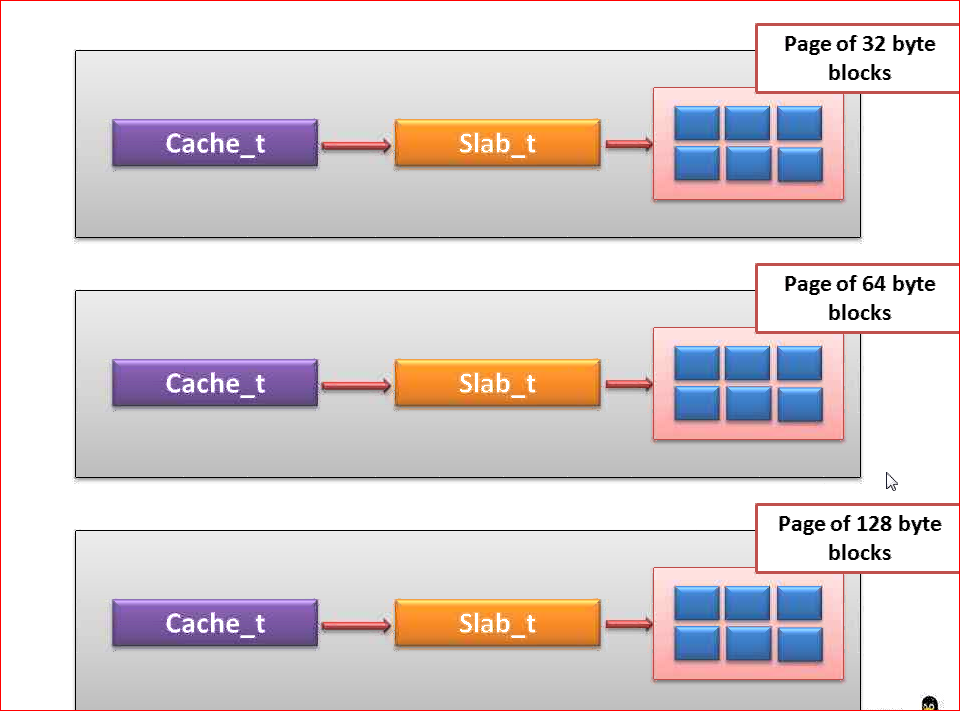 Page of 32 byte
blocks
Cache_t
Slab_t
Page of 64 byte
blocks
Cache_t
Slab_t
Page of 128 byte
blocks
Cache_t
Slab_t